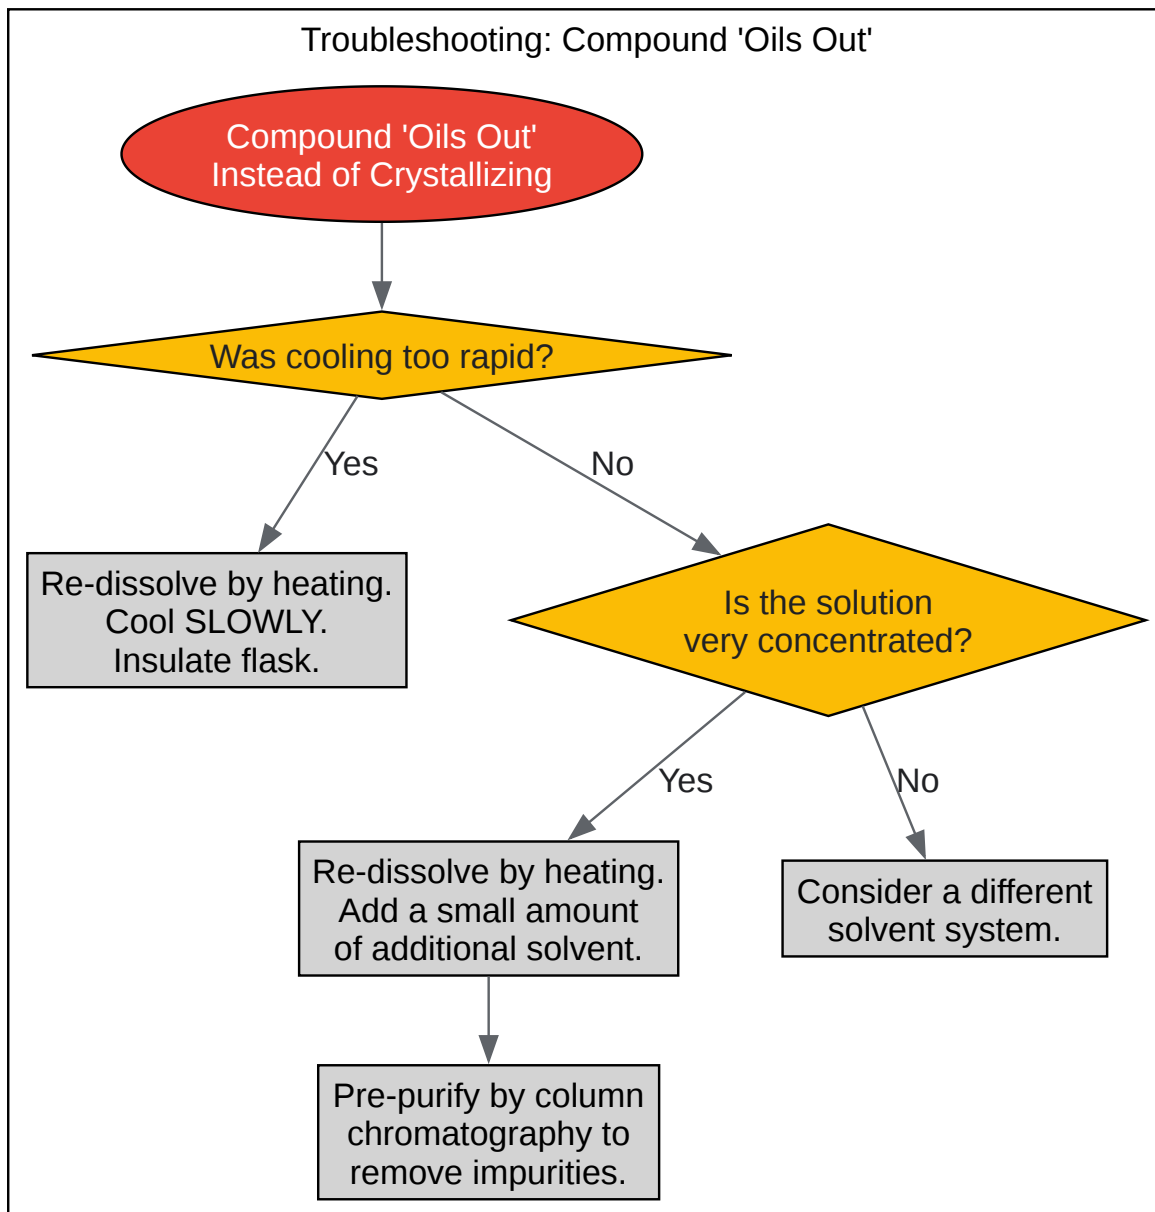 Troubleshooting: Compound 'Oils Out'
Compound 'Oils Out'
Instead of Crystallizing
Was cooling too rapid?
Yes
No
Re-dissolve by heating.
Cool SLOWLY.
Insulate flask.
Is the solution
very concentrated?
Yes
No
Re-dissolve by heating.
Add a small amount
of additional solvent.
Consider a different
solvent system.
Pre-purify by column
chromatography to
remove impurities.